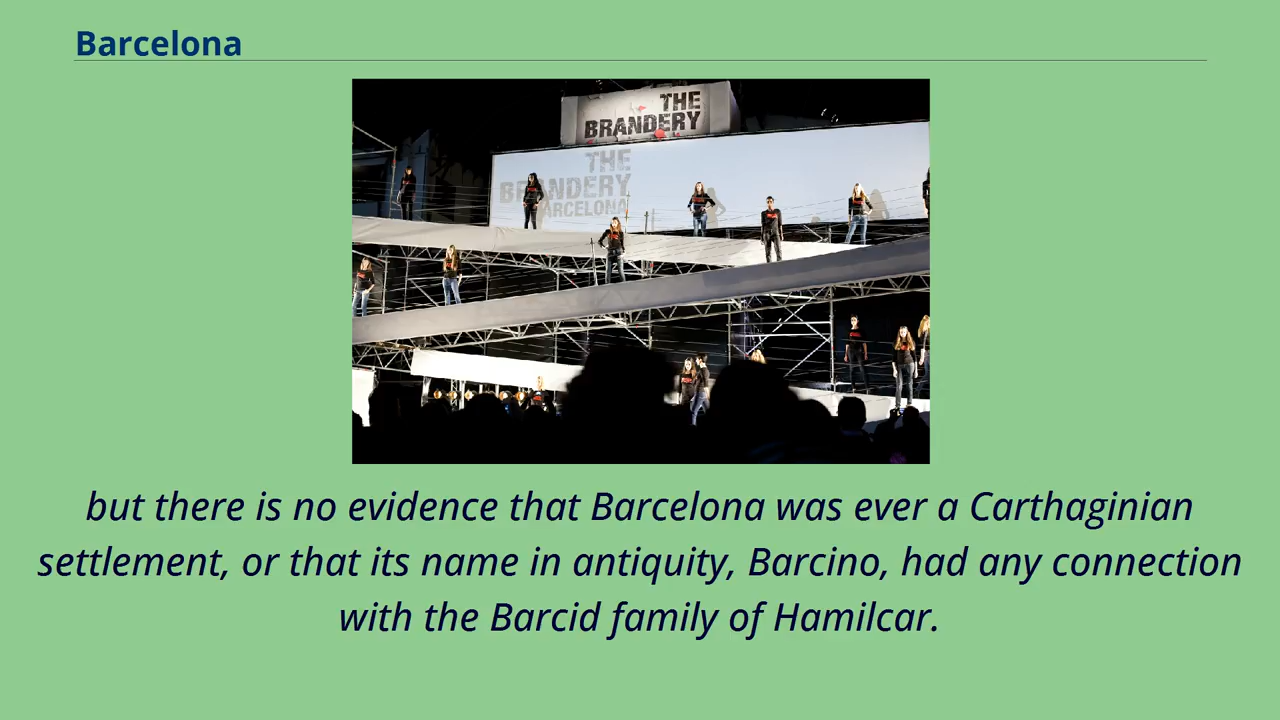 Barcelona
THE
BRANDERY
THE
BRANDERY
BARCELONA
but there is no evidence that Barcelona was ever a Carthaginian
settlement, or that its name in antiquity, Barcino, had any connection
with the Barcid family of Hamilcar.